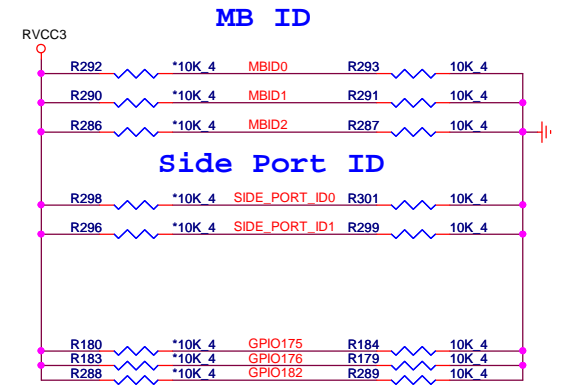 MB ID
RVCC3
R292 *10K_4 MBID0 R293 10K_4
R290 *10K_4 MBID1 R291 10K_4
R286 *10K_4 MBID2 R287 10K_4
Side Port ID
R298 *10K_4 SIDE_PORT_ID0 R301 10K_4
R296 *10K_4 SIDE_PORT_ID1 R299 10K_4
R180 *10K_4 GPIO175 R184 10K_4
R183 *10K_4 GPIO176 R179 10K_4
R288 *10K_4 GPIO182 R289 10K_4